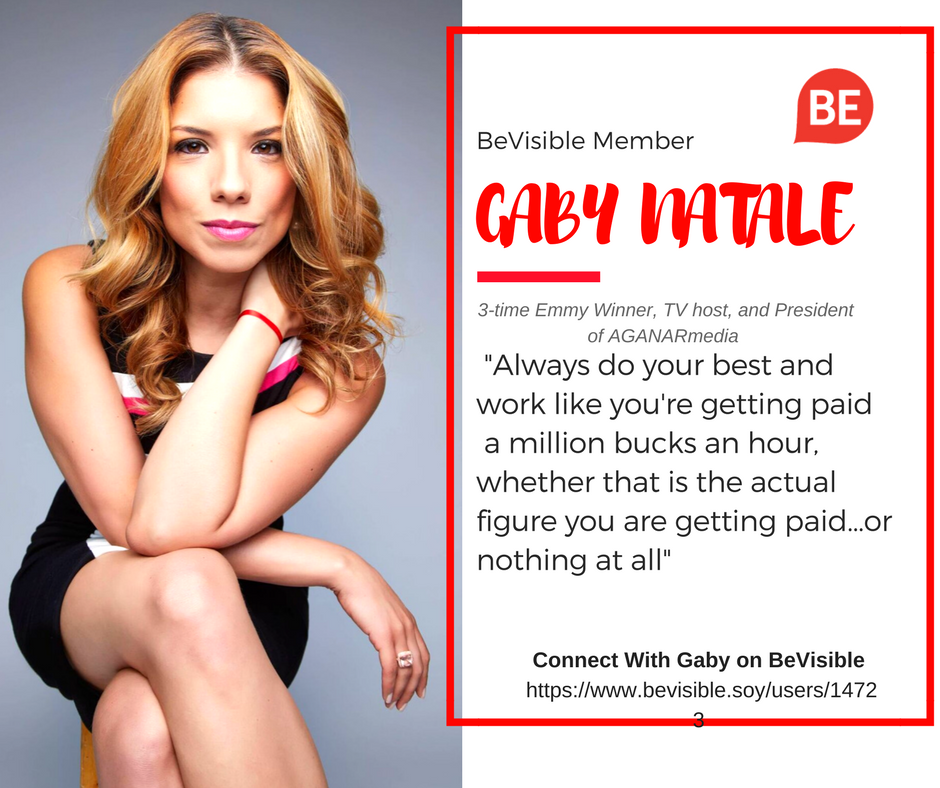 BE
BeVisible Member
GABY NATALE
3-time Emmy Winner, TV host, and President
of AGANARmedia
"Always do your best and
work like you're getting paid
a million bucks an hour,
whether that is the actual
figure you are getting paid...or
nothing at all"
Connect With Gaby on BeVisible
https://www.bevisible.soy/users/1472
3